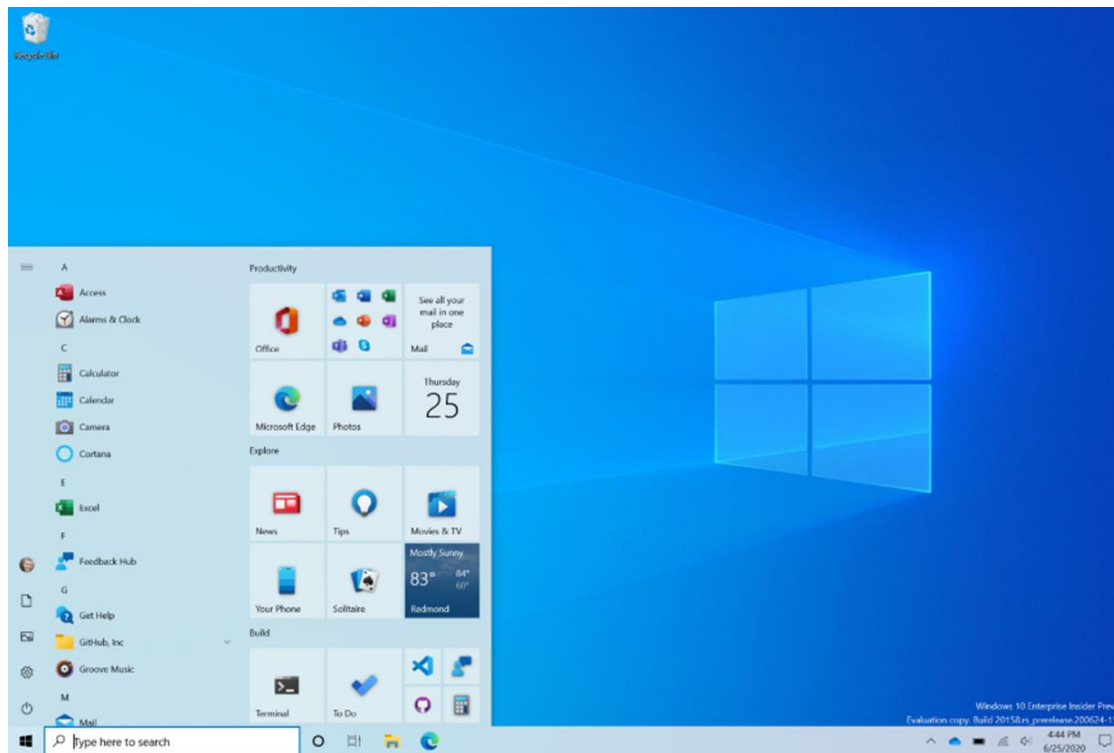 Recycle Bin
A
Access
Alarms & Clock
C
Calculator
Calendar
Camera
Cortana
E
Excel
F
Feedback Hub
G
Get Help
GitHub, Inc
Groove Music
M
Mail
Productivity
Office
See all your
mail in one
place
Mail
Microsoft Edge
Photos
Thursday
25
Explore
News
Tips
Movies & TV
Your Phone
Solitaire
Mostly Sunny
83° 84°
60°
Redmond
Build
Terminal
To Do
Windows 10 Enterprise Insider Prev
Evaluation copy. Build 20158.rs_prerelease.200624-15
Type here to search
4:44 PM
6/25/2020